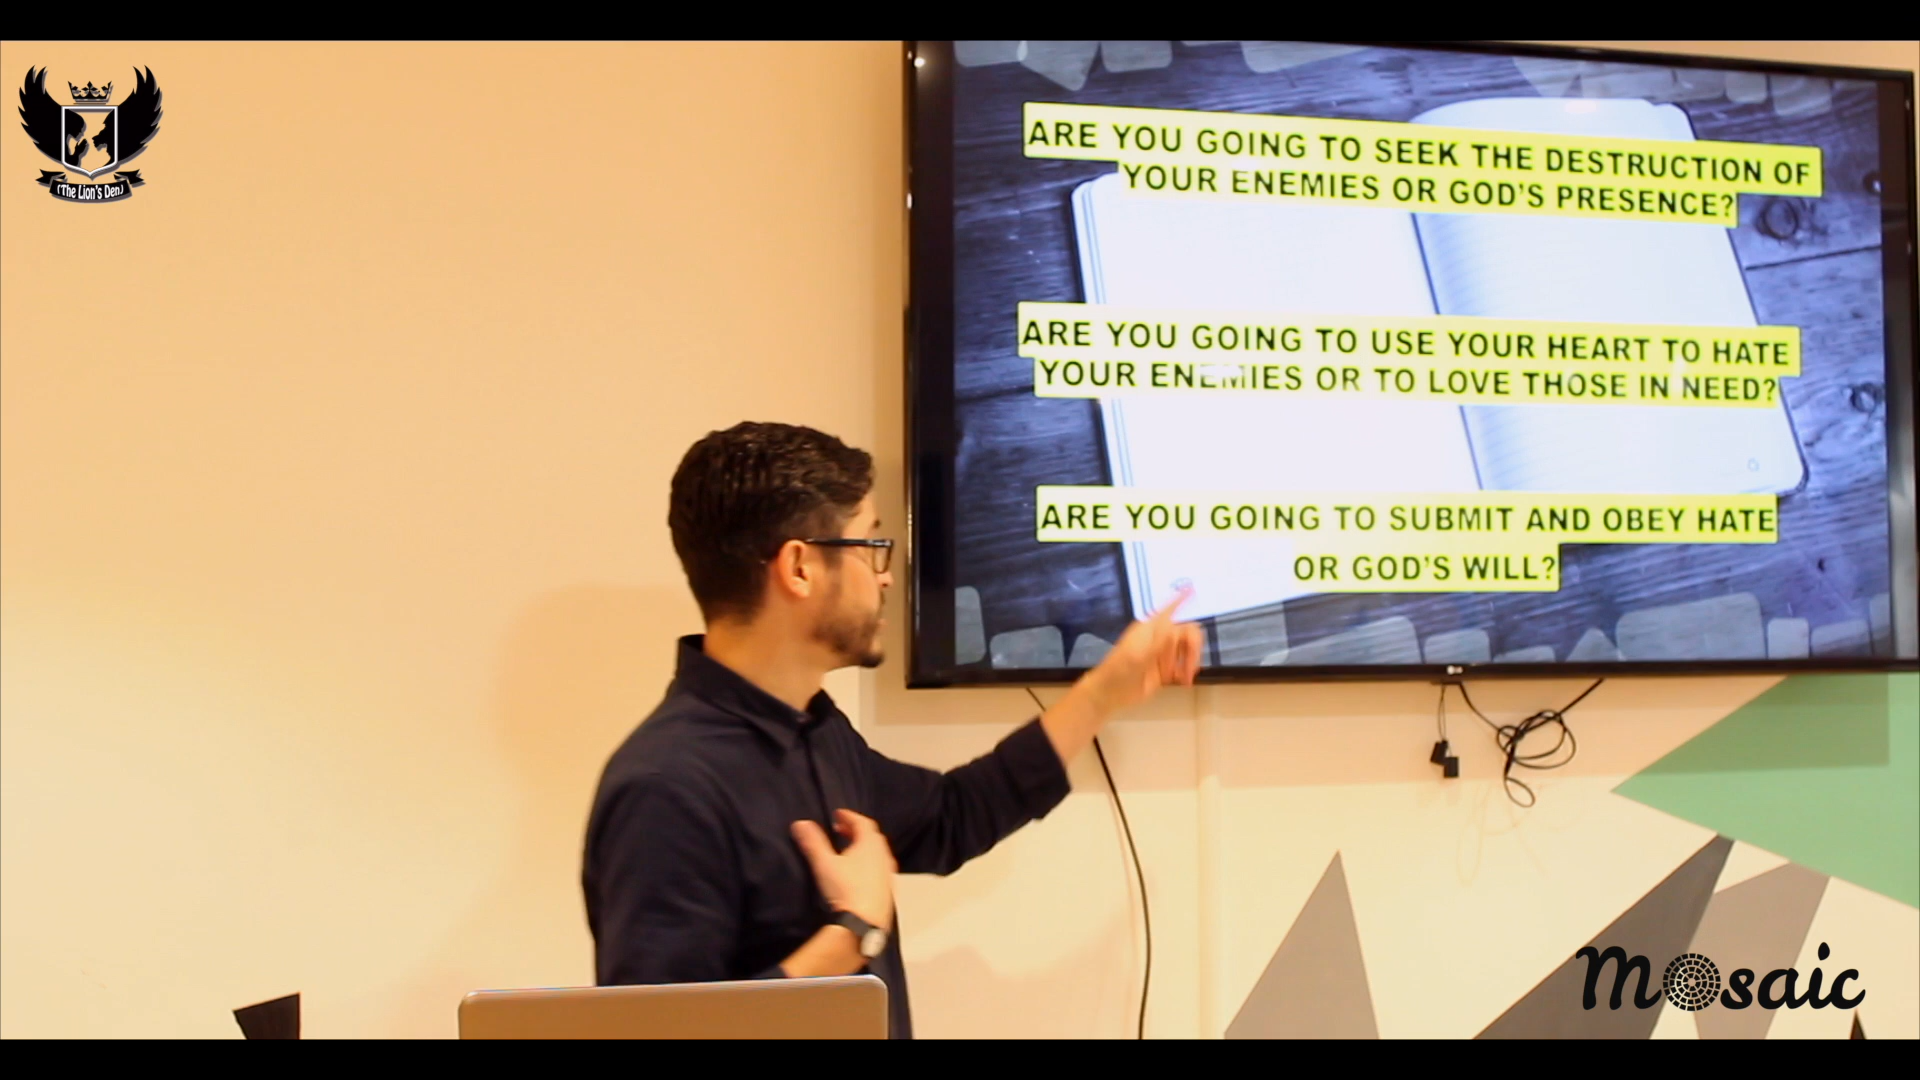 (The Lion's Den)
ARE YOU GOING TO SEEK THE DESTRUCTION OF
YOUR ENEMIES OR GOD'S PRESENCE?
ARE YOU GOING TO USE YOUR HEART TO HATE
YOUR ENEMIES OR TO LOVE THOSE IN NEED?
ARE YOU GOING TO SUBMIT AND OBEY HATE
OR GOD'S WILL?
LG
Mosaic